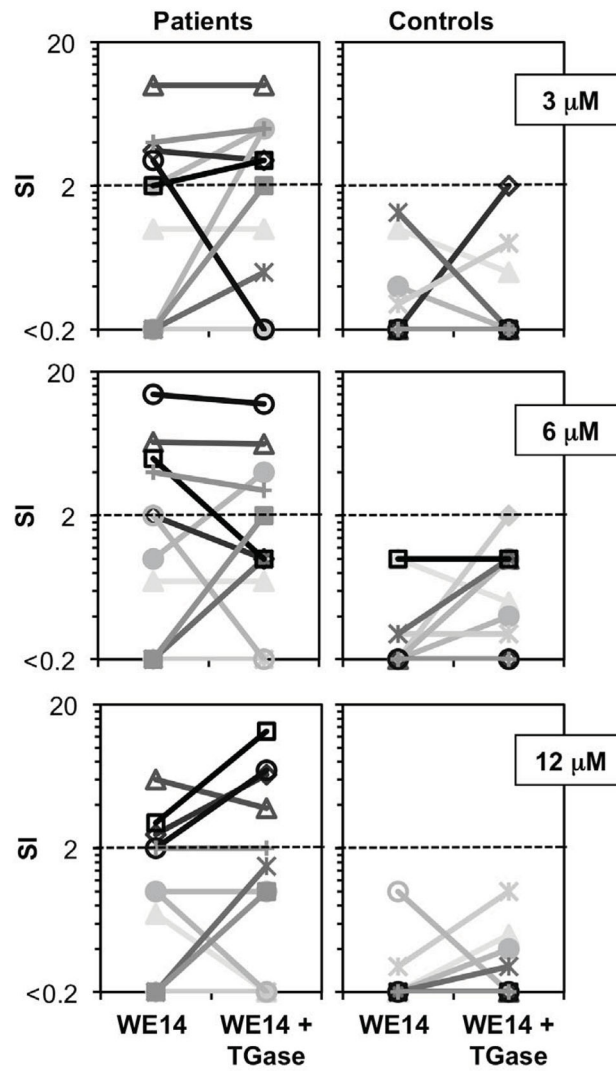 Patients Controls
20
3 μM
SI
2
<0.2
20
6 μM
SI
2
<0.2
20
12 μM
SI
2
<0.2
WE14 WE14 + WE14 WE14 +
TGase TGase